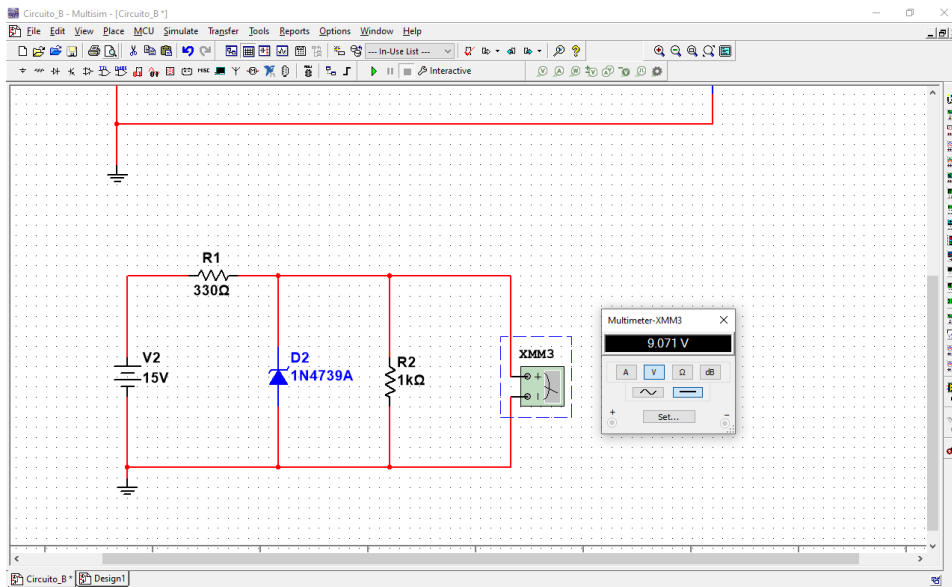 Circuito_B - Multisim - [Circuito_B *]
File Edit View Place MCU Simulate Transfer Tools Reports Options Window Help
--- In-Use List ---
Interactive
R1
330Ω
V2
15V
D2
1N4739A
R2
1kΩ
XMM3
Multimeter-XMM3
9.071 V
A V Ω dB
Set...
Circuito_B * Design1